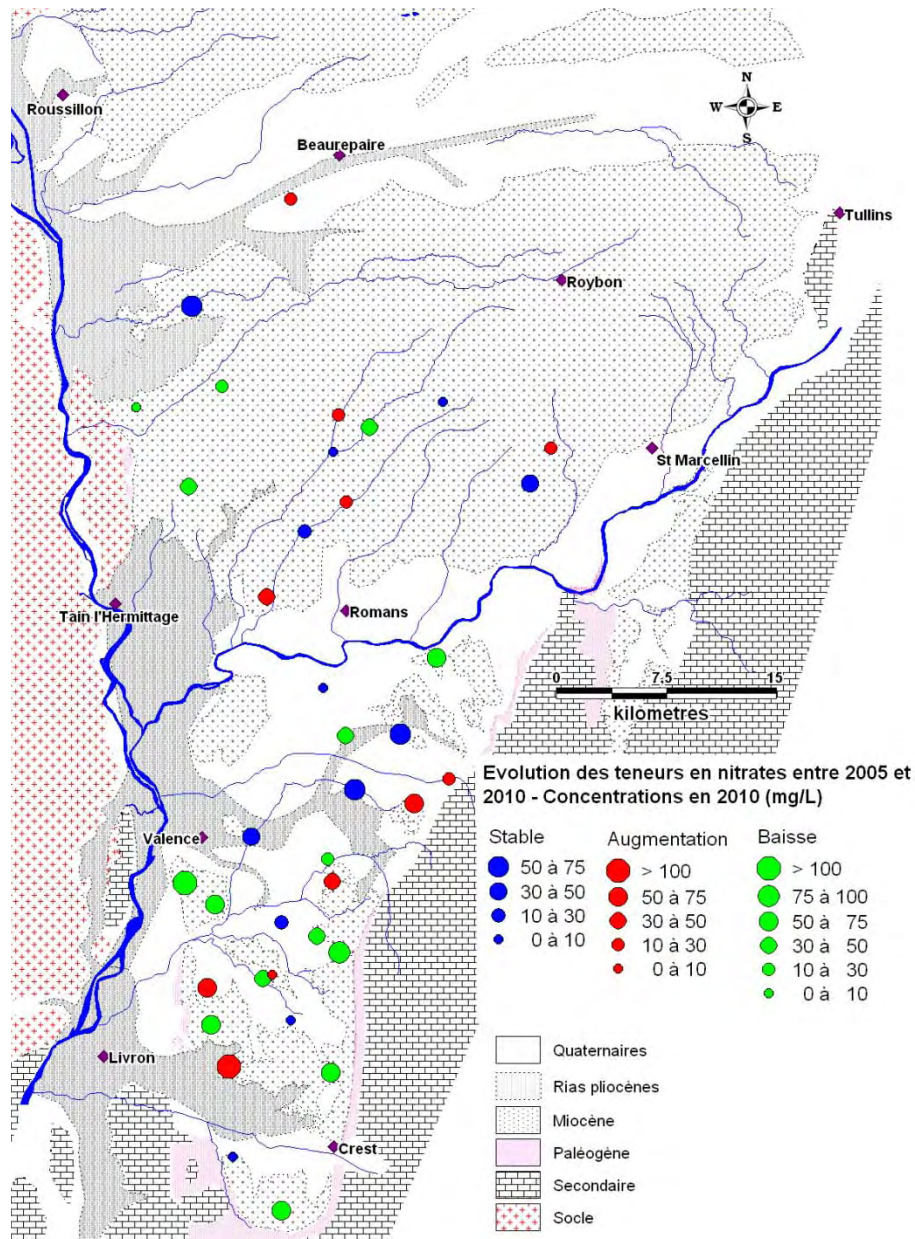 N
W E
S
Roussillon
Beaurepaire
Tullins
Roybon
St Marcellin
Tain l'Hermittage
Romans
0 7.5 15
kilometres
Evolution des teneurs en nitrates entre 2005 et
2010 - Concentrations en 2010 (mg/L)
Valence
Stable
50 à 75
30 à 50
10 à 30
0 à 10
Augmentation
> 100
50 à 75
30 à 50
10 à 30
0 à 10
Baisse
> 100
75 à 100
50 à 75
30 à 50
10 à 30
0 à 10
Livron
Crest
Quaternaires
Rias pliocènes
Miocène
Paléogène
Secondaire
Socle